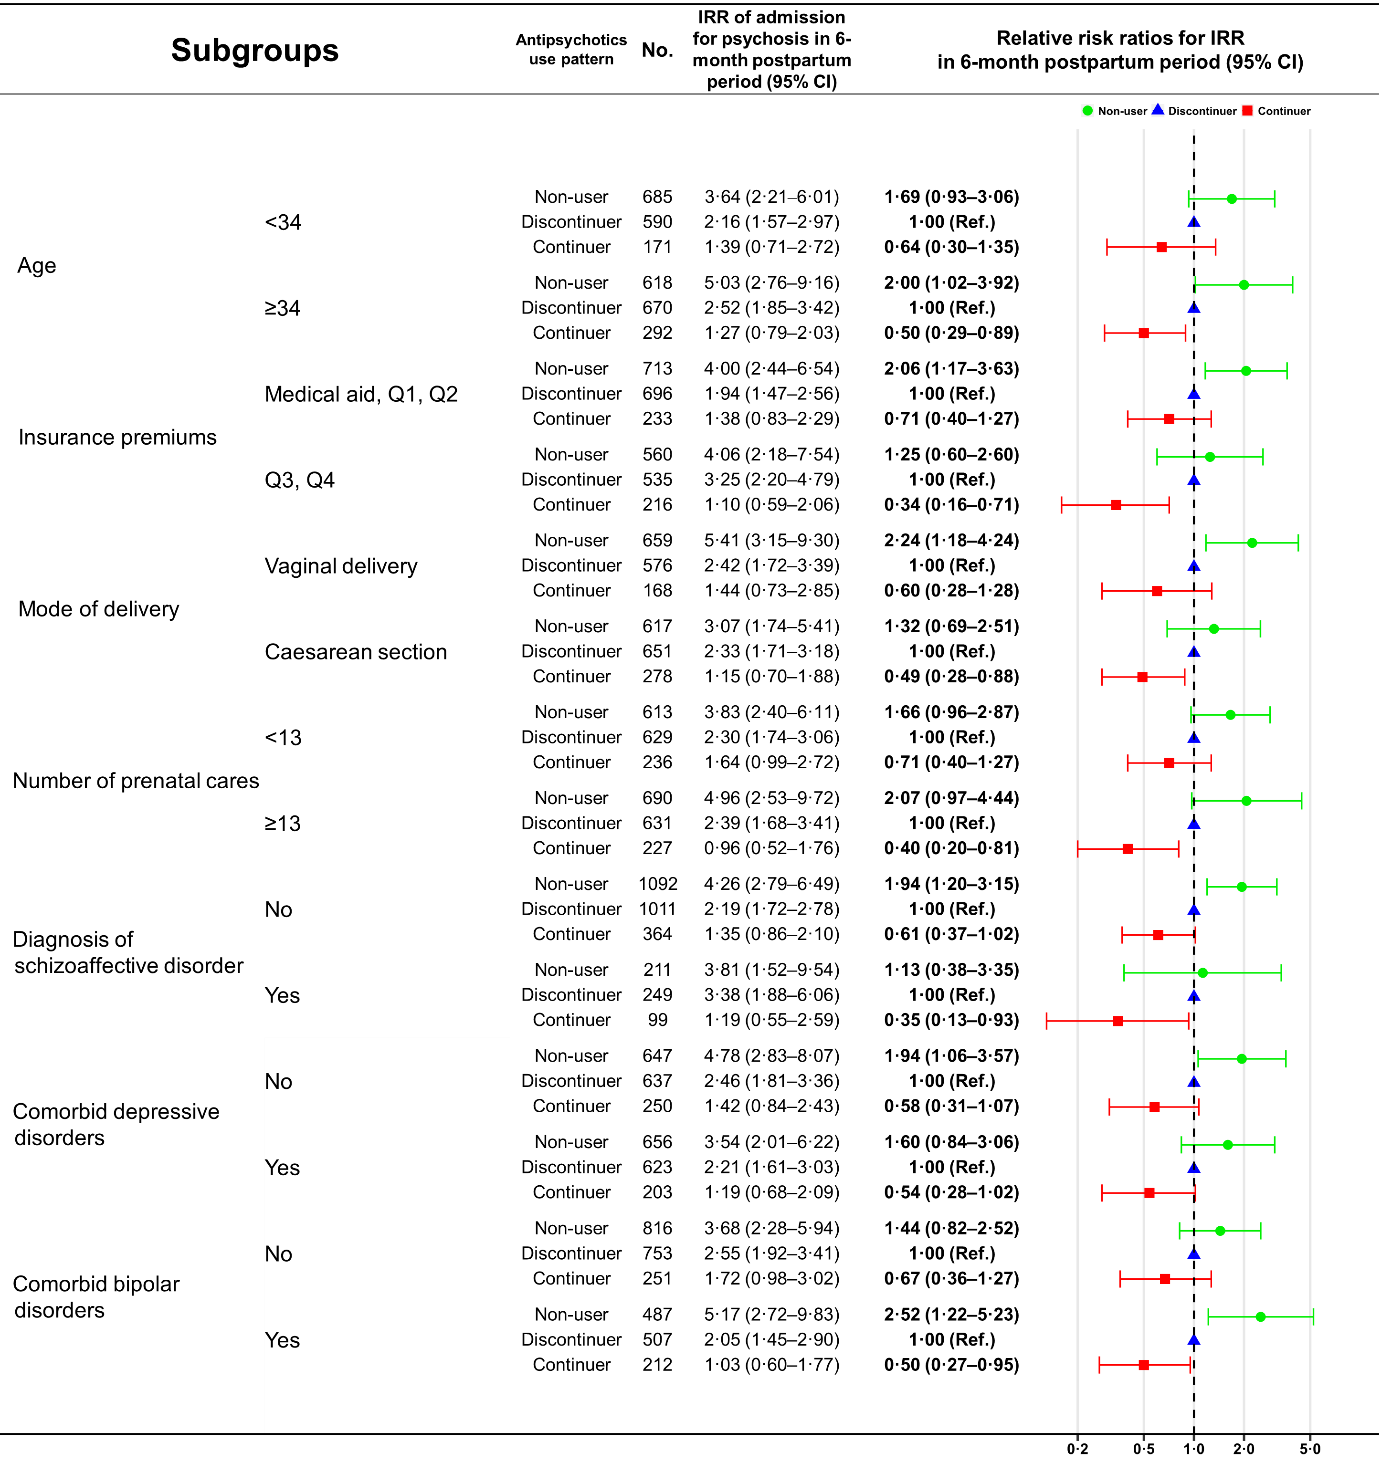 Subgroups
Antipsychotics
use pattern
No.
IRR of admission
for psychosis in 6-
month postpartum
period (95% CI)
Relative risk ratios for IRR
in 6-month postpartum period (95% CI)
Non-user Discontinuer Continuer
Age
<34
Non-user 685 3·64 (2·21–6·01) 1·69 (0·93–3·06)
Discontinuer 590 2·16 (1·57–2·97) 1·00 (Ref.)
Continuer 171 1·39 (0·71–2·72) 0·64 (0·30–1·35)
≥34
Non-user 618 5·03 (2·76–9·16) 2·00 (1·02–3·92)
Discontinuer 670 2·52 (1·85–3·42) 1·00 (Ref.)
Continuer 292 1·27 (0·79–2·03) 0·50 (0·29–0·89)
Insurance premiums
Medical aid, Q1, Q2
Non-user 713 4·00 (2·44–6·54) 2·06 (1·17–3·63)
Discontinuer 696 1·94 (1·47–2·56) 1·00 (Ref.)
Continuer 233 1·38 (0·83–2·29) 0·71 (0·40–1·27)
Q3, Q4
Non-user 560 4·06 (2·18–7·54) 1·25 (0·60–2·60)
Discontinuer 535 3·25 (2·20–4·79) 1·00 (Ref.)
Continuer 216 1·10 (0·59–2·06) 0·34 (0·16–0·71)
Mode of delivery
Vaginal delivery
Non-user 659 5·41 (3·15–9·30) 2·24 (1·18–4·24)
Discontinuer 576 2·42 (1·72–3·39) 1·00 (Ref.)
Continuer 168 1·44 (0·73–2·85) 0·60 (0·28–1·28)
Caesarean section
Non-user 617 3·07 (1·74–5·41) 1·32 (0·69–2·51)
Discontinuer 651 2·33 (1·71–3·18) 1·00 (Ref.)
Continuer 278 1·15 (0·70–1·88) 0·49 (0·28–0·88)
Number of prenatal cares
<13
Non-user 613 3·83 (2·40–6·11) 1·66 (0·96–2·87)
Discontinuer 629 2·30 (1·74–3·06) 1·00 (Ref.)
Continuer 236 1·64 (0·99–2·72) 0·71 (0·40–1·27)
≥13
Non-user 690 4·96 (2·53–9·72) 2·07 (0·97–4·44)
Discontinuer 631 2·39 (1·68–3·41) 1·00 (Ref.)
Continuer 227 0·96 (0·52–1·76) 0·40 (0·20–0·81)
Diagnosis of
schizoaffective disorder
No
Non-user 1092 4·26 (2·79–6·49) 1·94 (1·20–3·15)
Discontinuer 1011 2·19 (1·72–2·78) 1·00 (Ref.)
Continuer 364 1·35 (0·86–2·10) 0·61 (0·37–1·02)
Yes
Non-user 211 3·81 (1·52–9·54) 1·13 (0·38–3·35)
Discontinuer 249 3·38 (1·88–6·06) 1·00 (Ref.)
Continuer 99 1·19 (0·55–2·59) 0·35 (0·13–0·93)
Comorbid depressive
disorders
No
Non-user 647 4·78 (2·83–8·07) 1·94 (1·06–3·57)
Discontinuer 637 2·46 (1·81–3·36) 1·00 (Ref.)
Continuer 250 1·42 (0·84–2·43) 0·58 (0·31–1·07)
Yes
Non-user 656 3·54 (2·01–6·22) 1·60 (0·84–3·06)
Discontinuer 623 2·21 (1·61–3·03) 1·00 (Ref.)
Continuer 203 1·19 (0·68–2·09) 0·54 (0·28–1·02)
Comorbid bipolar
disorders
No
Non-user 816 3·68 (2·28–5·94) 1·44 (0·82–2·52)
Discontinuer 753 2·55 (1·92–3·41) 1·00 (Ref.)
Continuer 251 1·72 (0·98–3·02) 0·67 (0·36–1·27)
Yes
Non-user 487 5·17 (2·72–9·83) 2·52 (1·22–5·23)
Discontinuer 507 2·05 (1·45–2·90) 1·00 (Ref.)
Continuer 212 1·03 (0·60–1·77) 0·50 (0·27–0·95)
0·2 0·5 1·0 2·0 5·0